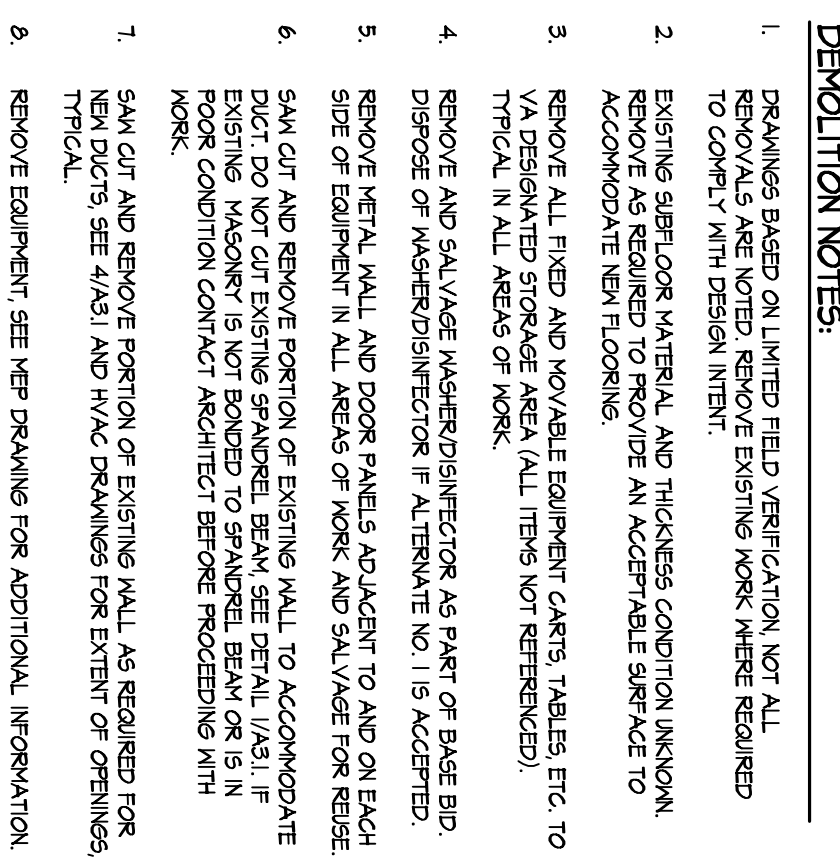 DEMOLITION NOTES:
1. DRAWINGS BASED ON LIMITED FIELD VERIFICATION, NOT ALL
REMOVALS ARE NOTED. REMOVE EXISTING WORK WHERE REQUIRED
TO COMPLY WITH DESIGN INTENT.
2. EXISTING SUBFLOOR MATERIAL AND THICKNESS CONDITION UNKNOWN.
REMOVE AS REQUIRED TO PROVIDE AN ACCEPTABLE SURFACE TO
ACCOMMODATE NEW FLOORING.
3. REMOVE ALL FIXED AND MOVABLE EQUIPMENT CARTS, TABLES, ETC. TO
VA DESIGNATED STORAGE AREA (ALL ITEMS NOT REFERENCED).
TYPICAL IN ALL AREAS OF WORK.
4. REMOVE AND SALVAGE WASHER/DISINFECTOR AS PART OF BASE BID.
DISPOSE OF WASHER/DISINFECTOR IF ALTERNATE NO. 1 IS ACCEPTED.
5. REMOVE METAL WALL AND DOOR PANELS ADJACENT TO AND ON EACH
SIDE OF EQUIPMENT IN ALL AREAS OF WORK AND SALVAGE FOR REUSE.
6. SAW CUT AND REMOVE PORTION OF EXISTING WALL TO ACCOMMODATE
DUCT. DO NOT CUT EXISTING SPANDREL BEAM, SEE DETAIL 1/A3.1. IF
EXISTING MASONRY IS NOT BONDED TO SPANDREL BEAM OR IS IN
POOR CONDITION CONTACT ARCHITECT BEFORE PROCEEDING WITH
WORK.
7. SAW CUT AND REMOVE PORTION OF EXISTING WALL AS REQUIRED FOR
NEW DUCTS, SEE 4/A3.1 AND HVAC DRAWINGS FOR EXTENT OF OPENINGS,
TYPICAL.
8. REMOVE EQUIPMENT, SEE MEP DRAWING FOR ADDITIONAL INFORMATION.